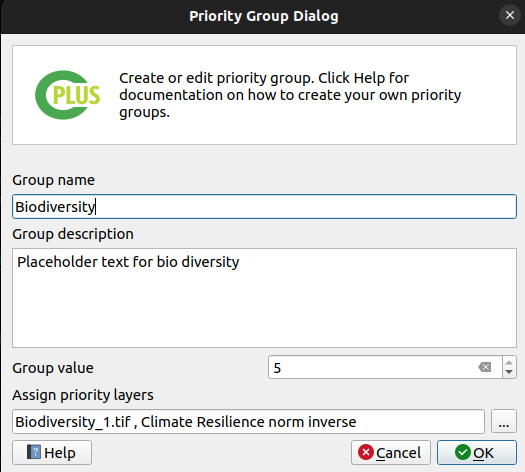 Priority Group Dialog
PLUS
Create or edit priority group. Click Help for
documentation on how to create your own priority
groups.
Group name
Biodiversity
Group description
Placeholder text for bio diversity
Group value
5
Assign priority layers
Biodiversity_1.tif , Climate Resilience norm inverse
...
Help
Cancel
OK